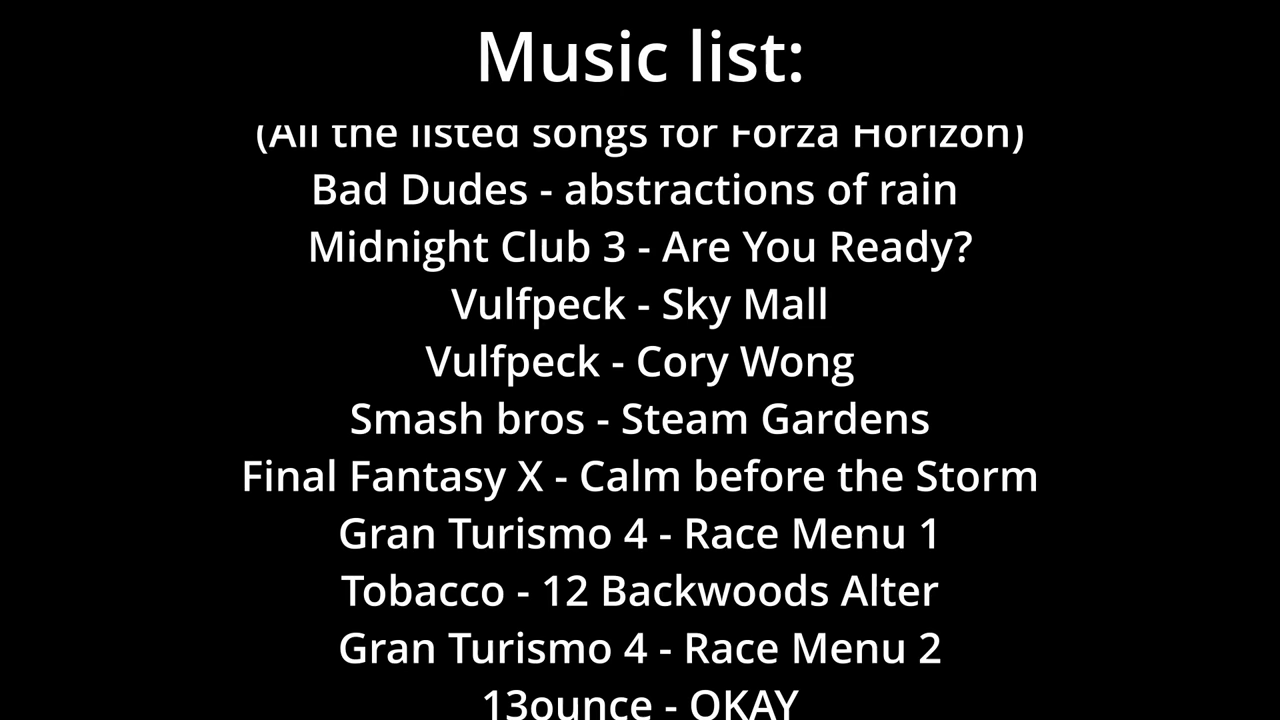 Music list:
(All the listed songs for Forza Horizon)
Bad Dudes - abstractions of rain
Midnight Club 3 - Are You Ready?
Vulfpeck - Sky Mall
Vulfpeck - Cory Wong
Smash bros - Steam Gardens
Final Fantasy X - Calm before the Storm
Gran Turismo 4 - Race Menu 1
Tobacco - 12 Backwoods Alter
Gran Turismo 4 - Race Menu 2
13ounce - OKAY